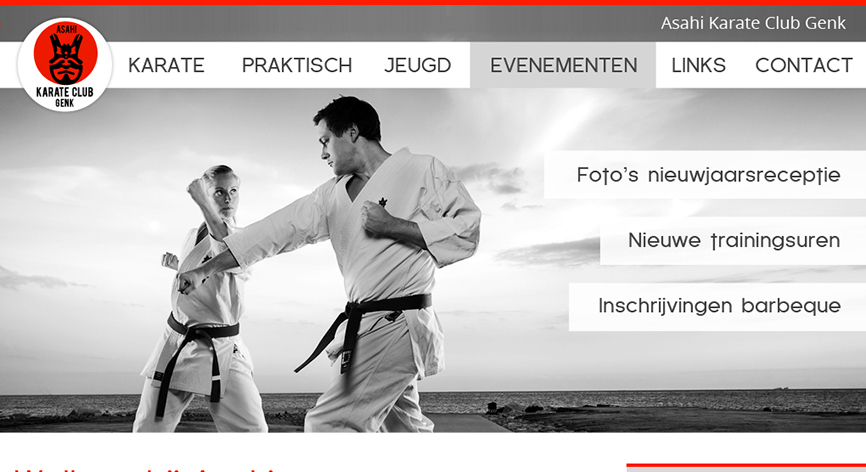 Asahi Karate Club Genk
ASAHI
KARATE CLUB
GENK
KARATE PRAKTISCH JEUGD EVENEMENTEN LINKS CONTACT
Foto's nieuwjaarsreceptie
Nieuwe trainingsuren
Inschrijvingen barbeque